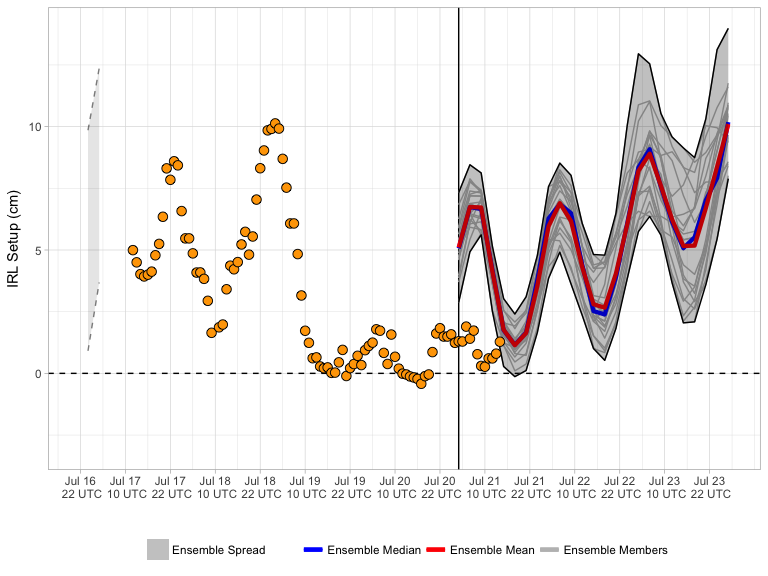 IRL Setup (cm)
10
5
0
Jul 16 Jul 17 Jul 17 Jul 18 Jul 18 Jul 19 Jul 19 Jul 20 Jul 20 Jul 21 Jul 21 Jul 22 Jul 22 Jul 23 Jul 23
22 UTC 10 UTC 22 UTC 10 UTC 22 UTC 10 UTC 22 UTC 10 UTC 22 UTC 10 UTC 22 UTC 10 UTC 22 UTC 10 UTC 22 UTC
Ensemble Spread Ensemble Median Ensemble Mean Ensemble Members